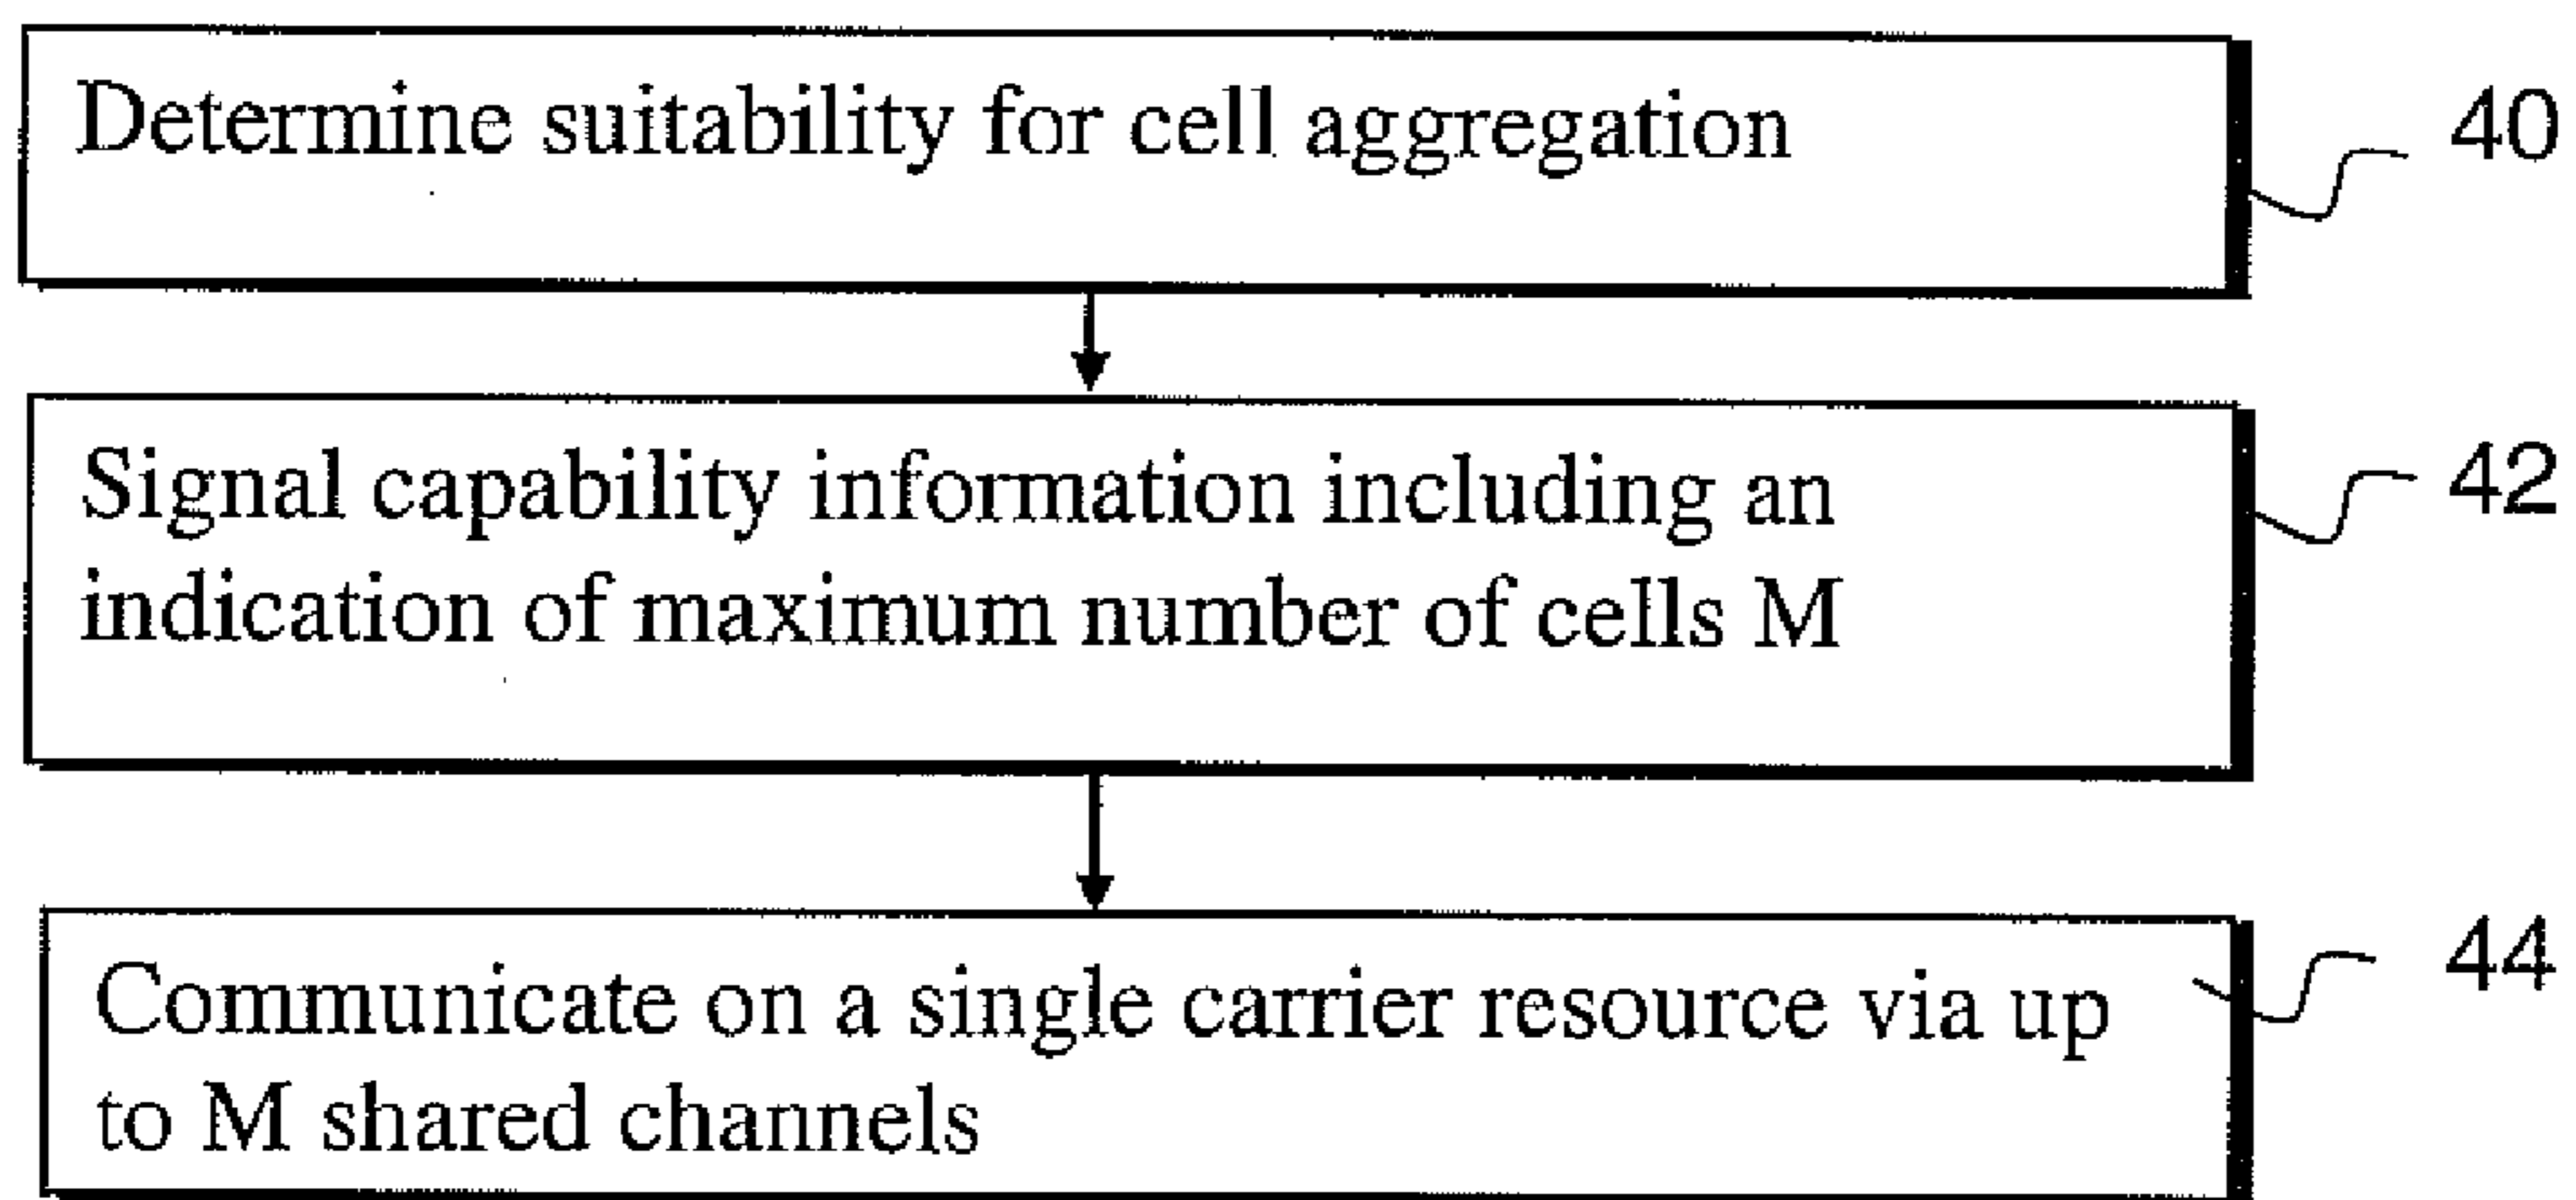 Determine suitability for cell aggregation
40
Signal capability information including an
indication of maximum number of cells M
42
Communicate on a single carrier resource via up
to M shared channels
44